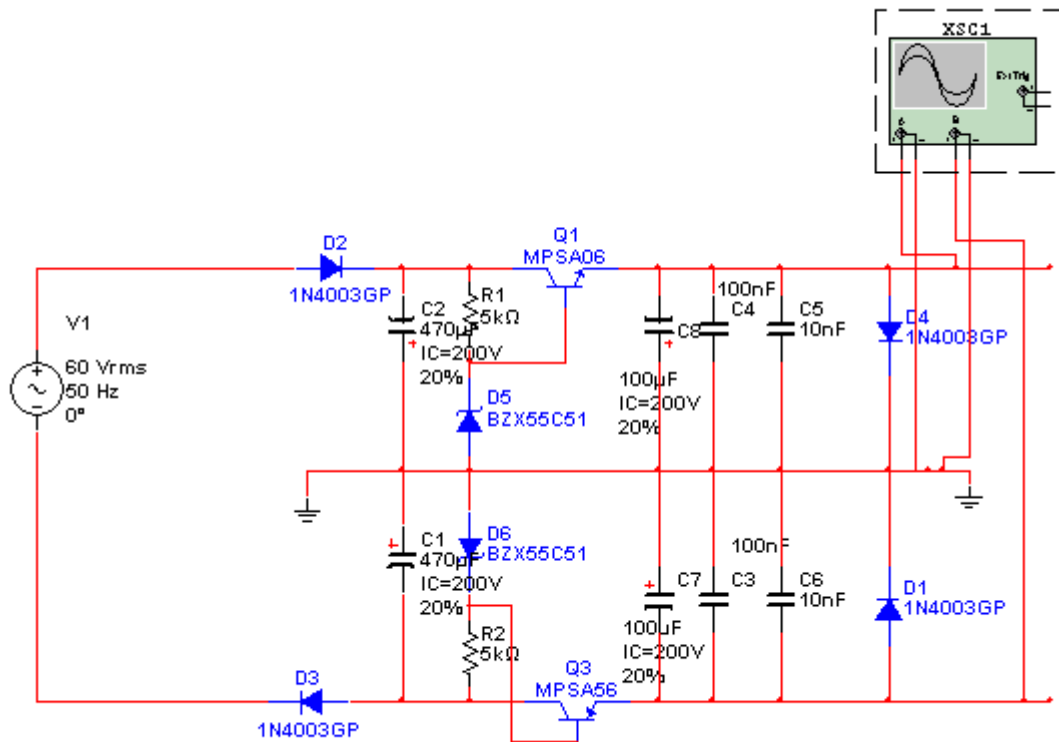 XSC1
Ext Trig
A
B
Q1
MPSA06
D2
1N4003GP
V1
60 Vrms
50 Hz
0°
C2
470µF
IC=200V
20%
R1
5kΩ
D5
BZX55C51
C8
100µF
IC=200V
20%
100nF
C4
C5
10nF
D4
1N4003GP
C1
470µF
IC=200V
20%
D6
BZX55C51
R2
5kΩ
C7
100µF
IC=200V
20%
100nF
C3
C6
10nF
D1
1N4003GP
D3
1N4003GP
Q3
MPSA56